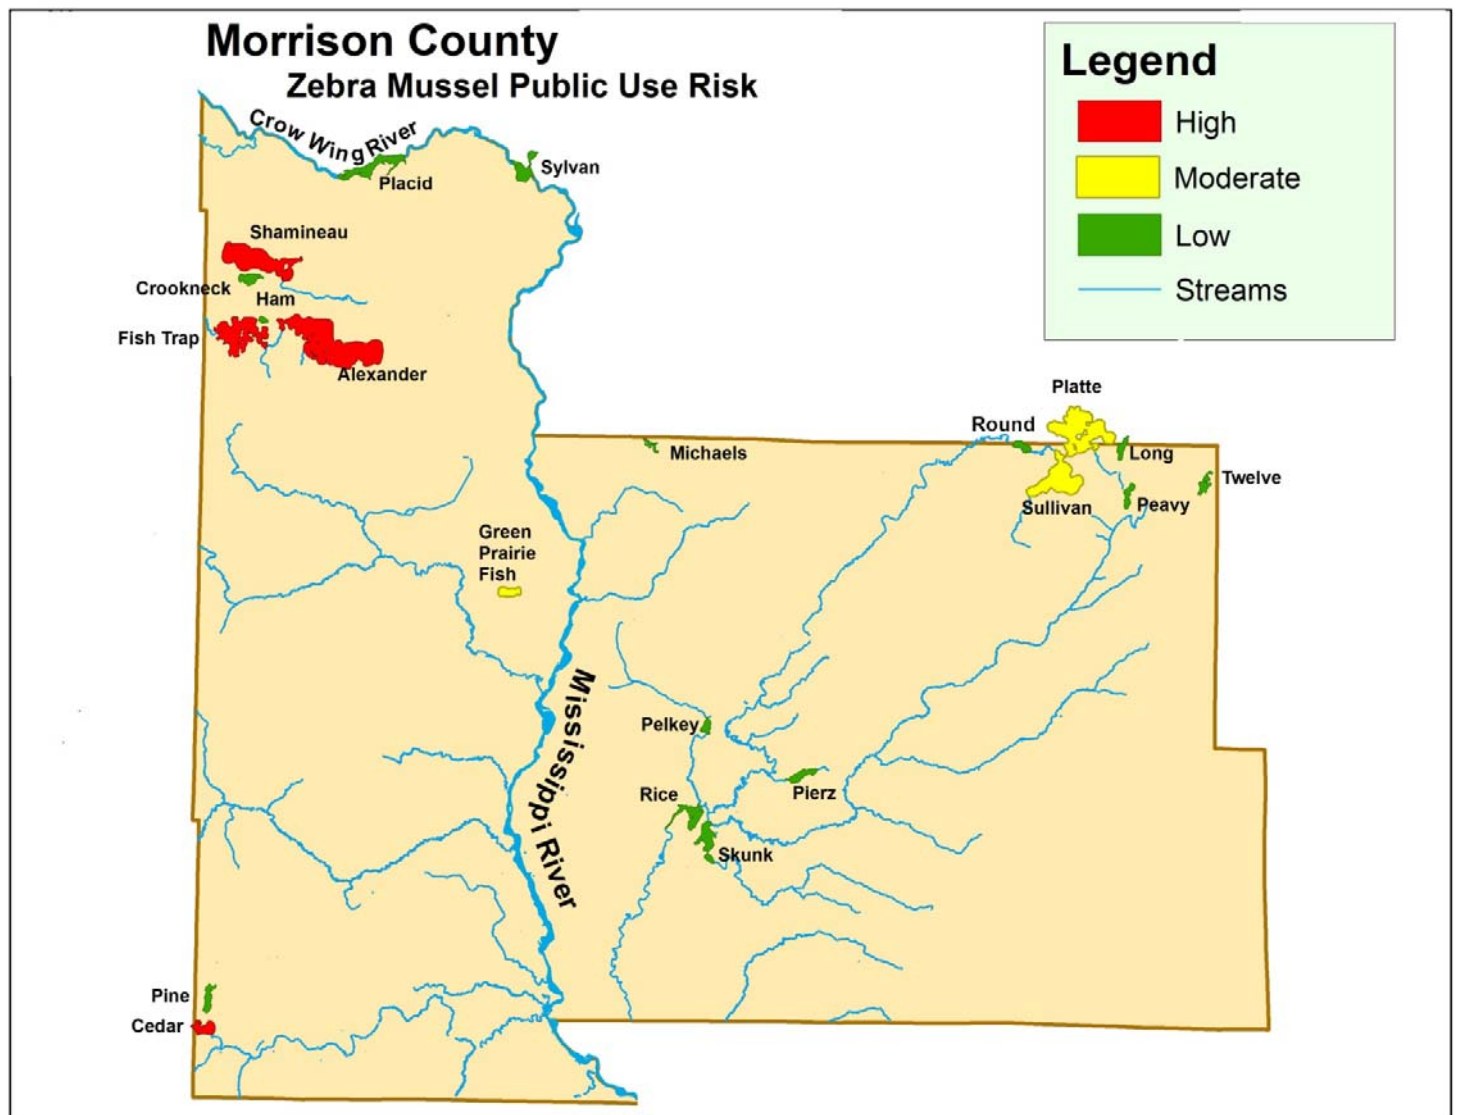 Morrison County
Zebra Mussel Public Use Risk
Legend
High
Moderate
Low
Streams
Crow Wing River
Placid
Sylvan
Shamineau
Crookneck
Ham
Fish Trap
Alexander
Platte
Round
Michaels
Long
Twelve
Sullivan
Peavy
Green
Prairie
Fish
Mississippi River
Pelkey
Rice
Pierz
Skunk
Pine
Cedar